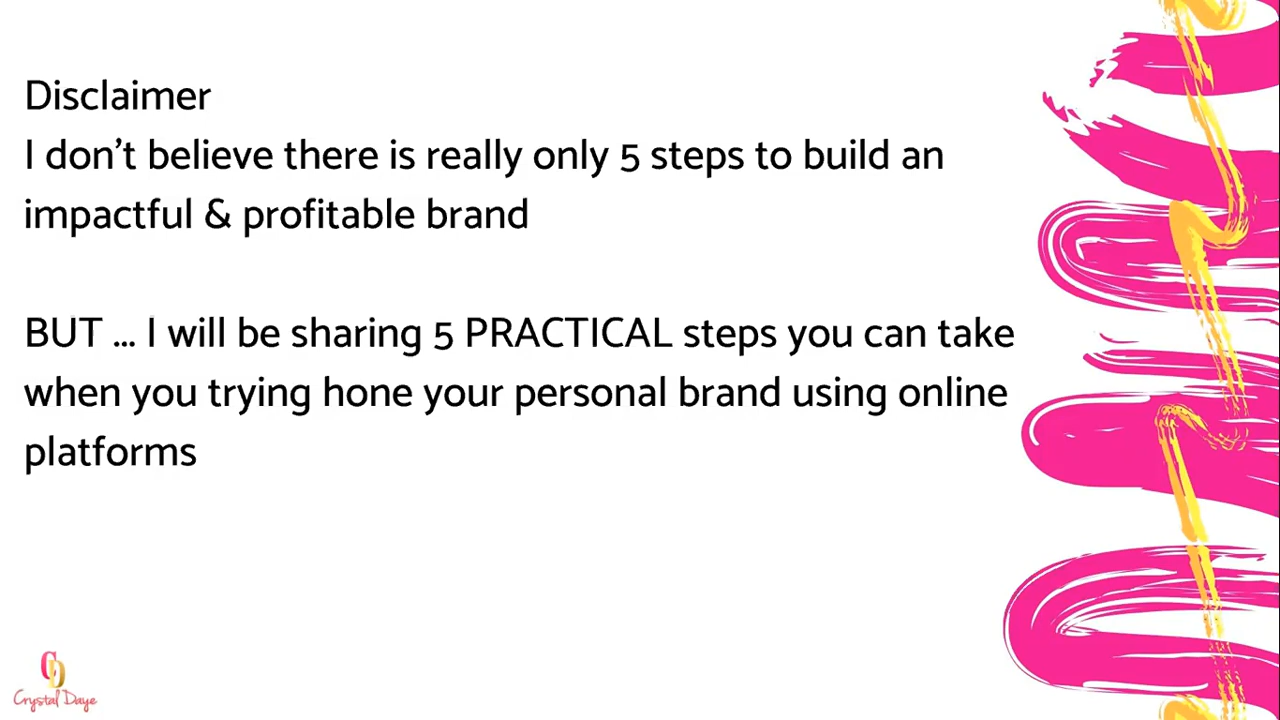 Disclaimer
I don't believe there is really only 5 steps to build an
impactful & profitable brand
BUT ... I will be sharing 5 PRACTICAL steps you can take
when you trying hone your personal brand using online
platforms
CD
Crystal Daye